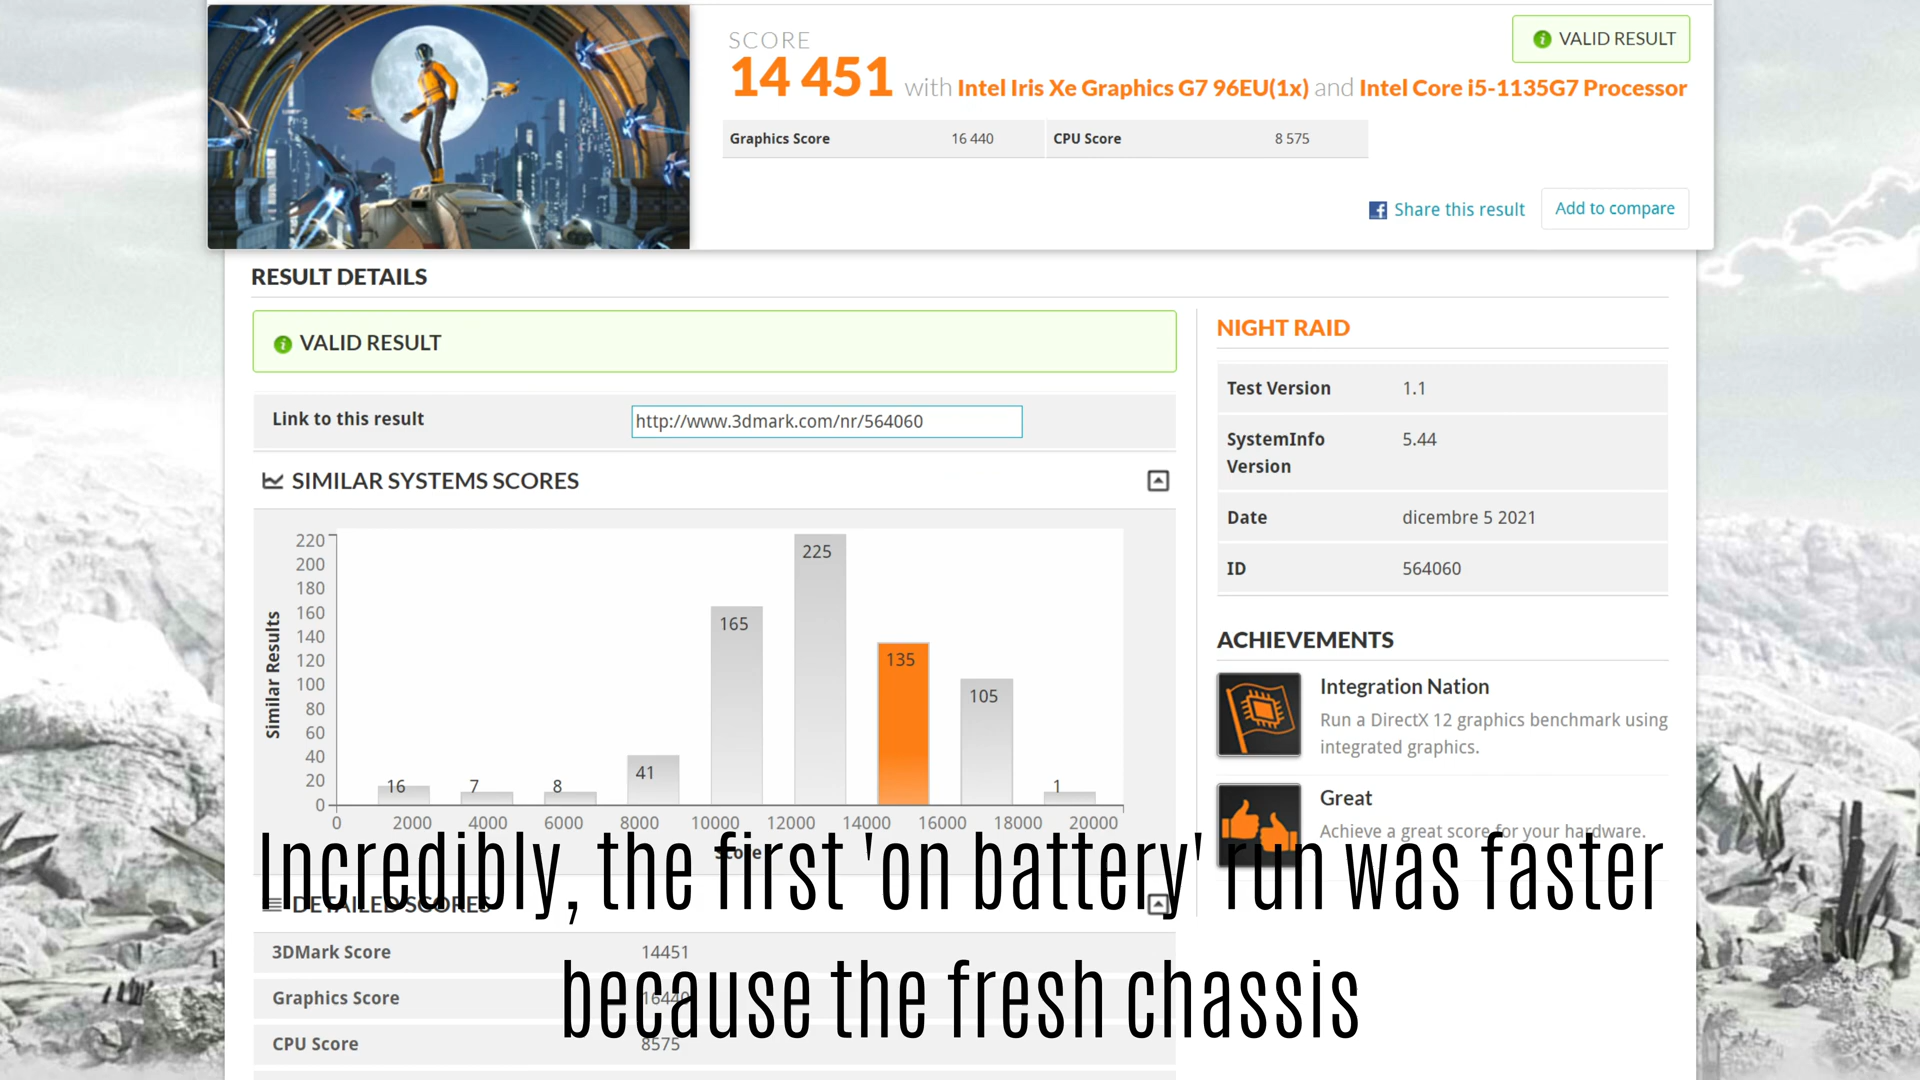 SCORE
14 451 with Intel Iris Xe Graphics G7 96EU(1x) and Intel Core i5-1135G7 Processor
VALID RESULT
Graphics Score 16 440 CPU Score 8 575
Share this result Add to compare
RESULT DETAILS
VALID RESULT
Link to this result http://www.3dmark.com/nr/564060
SIMILAR SYSTEMS SCORES
Similar Results
220
200
180
160
140
120
100
80
60
40
20
0
16 7 8 41 165 225 135 105 1
0 2000 4000 6000 8000 10000 12000 14000 16000 18000 20000
Score
DETAILED SCORES
3DMark Score 14451
Graphics Score 16440
CPU Score 8575
NIGHT RAID
Test Version 1.1
SystemInfo Version 5.44
Date dicembre 5 2021
ID 564060
ACHIEVEMENTS
Integration Nation
Run a DirectX 12 graphics benchmark using
integrated graphics.
Great
Achieve a great score for your hardware.
Incredibly, the first 'on battery' run was faster
because the fresh chassis